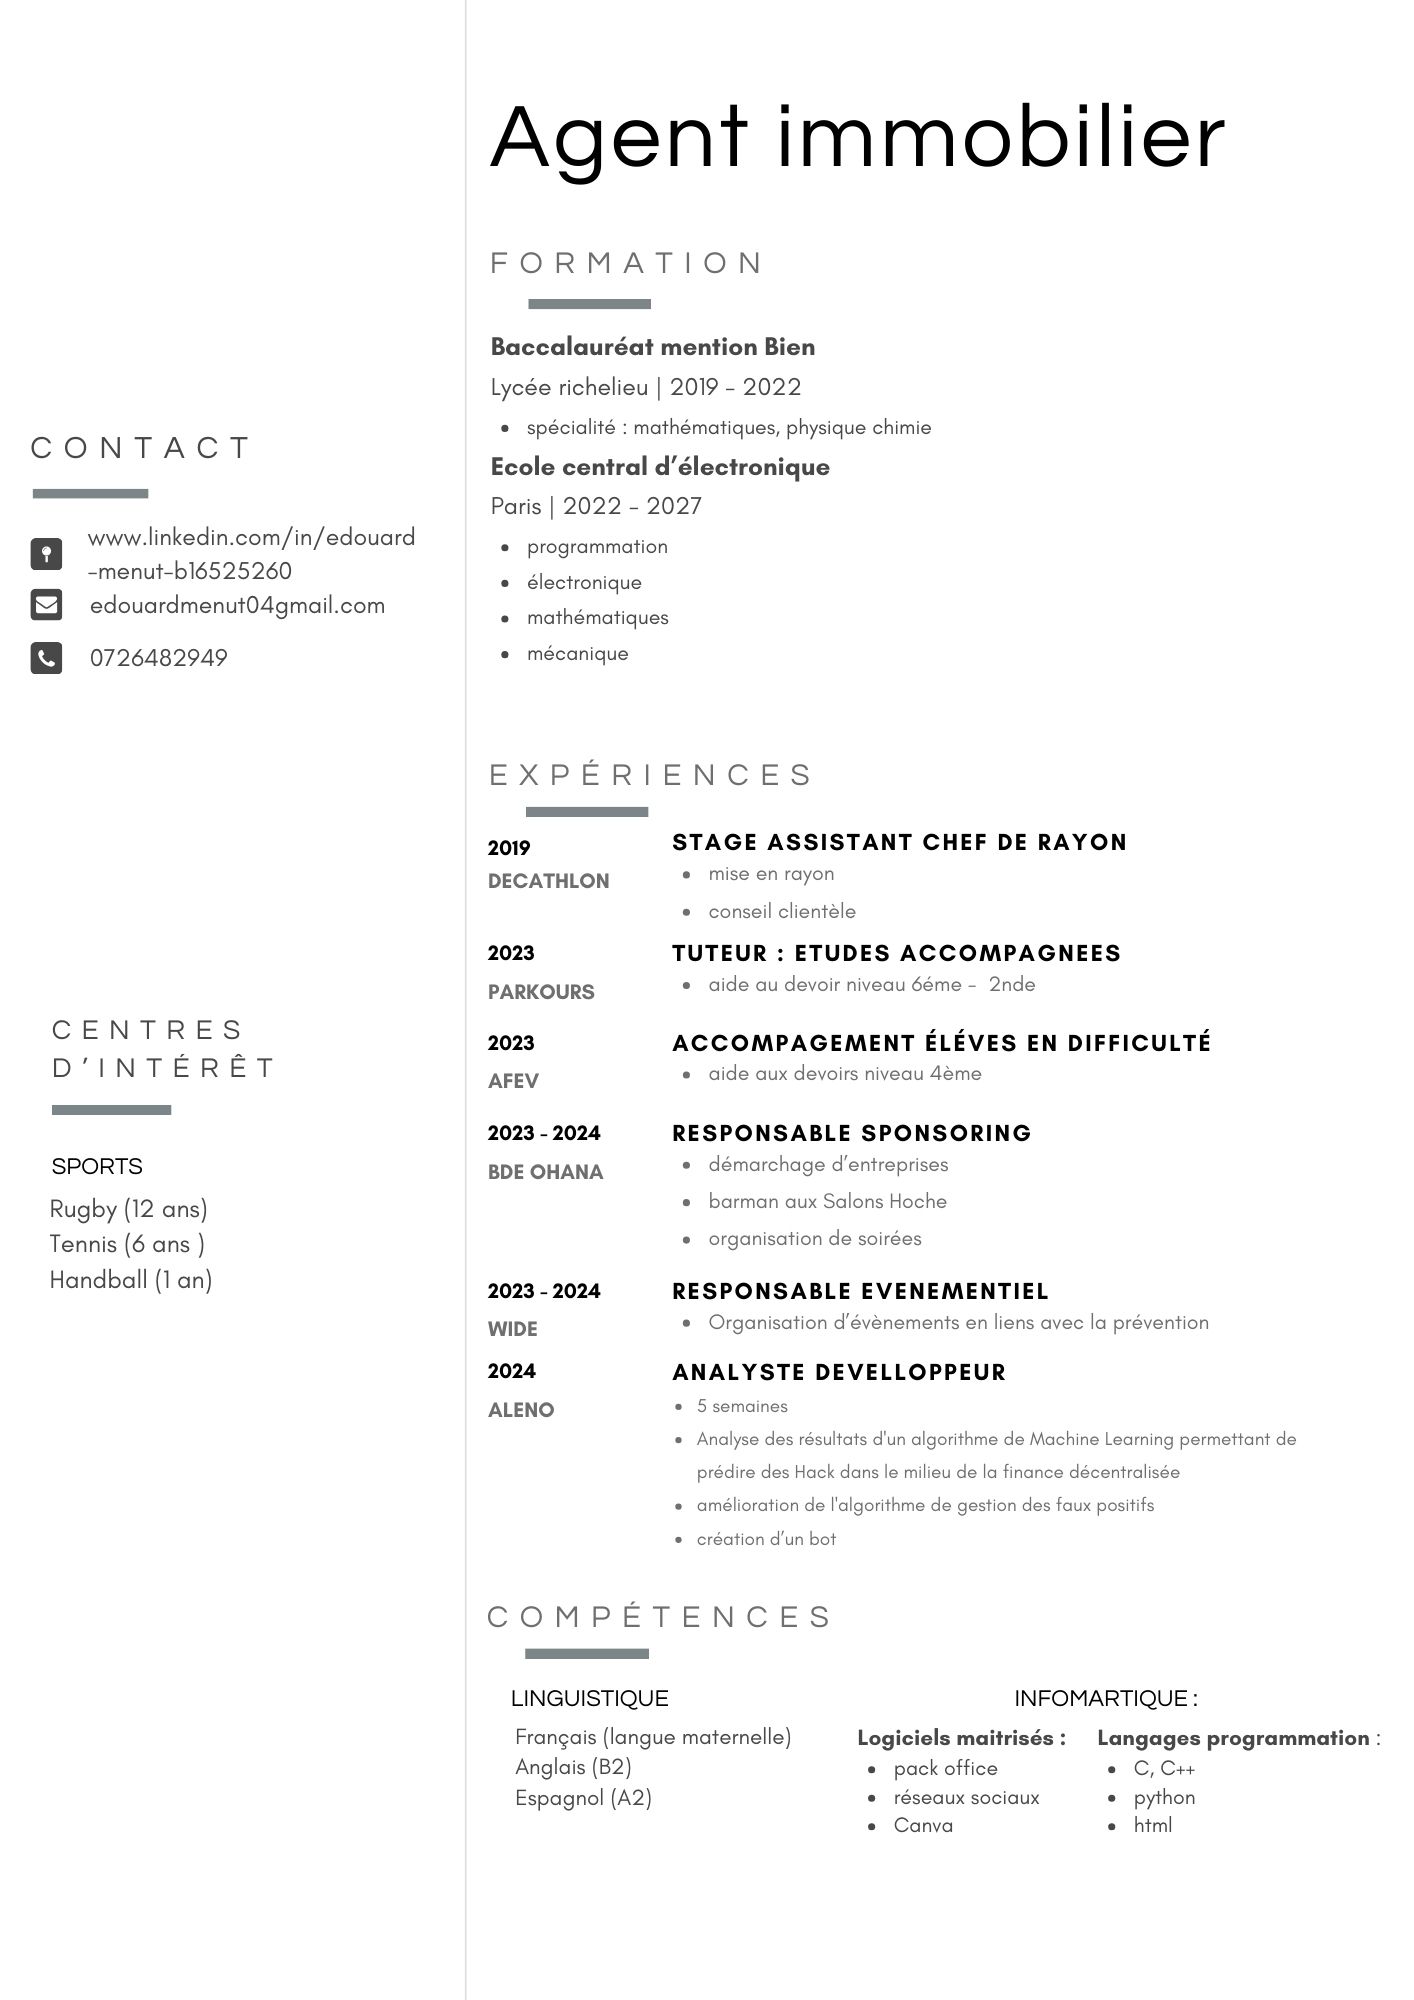 Agent immobilier
CONTACT
www.linkedin.com/in/edouard
-menut-b16525260
edouardmenut04gmail.com
0726482949
CENTRES
D’INTÉRÊT
SPORTS
Rugby (12 ans)
Tennis (6 ans )
Handball (1 an)
FORMATION
Baccalauréat mention Bien
Lycée richelieu | 2019 - 2022
• spécialité : mathématiques, physique chimie
Ecole central d’électronique
Paris | 2022 - 2027
• programmation
• électronique
• mathématiques
• mécanique
EXPÉRIENCES
2019
DECATHLON
STAGE ASSISTANT CHEF DE RAYON
• mise en rayon
• conseil clientèle
2023
PARKOURS
TUTEUR : ETUDES ACCOMPAGNEES
• aide au devoir niveau 6éme - 2nde
2023
AFEV
ACCOMPAGEMENT ÉLÉVES EN DIFFICULTÉ
• aide aux devoirs niveau 4ème
2023 - 2024
BDE OHANA
RESPONSABLE SPONSORING
• démarchage d’entreprises
• barman aux Salons Hoche
• organisation de soirées
2023 - 2024
WIDE
RESPONSABLE EVENEMENTIEL
• Organisation d’évènements en liens avec la prévention
2024
ALENO
ANALYSTE DEVELLOPPEUR
• 5 semaines
• Analyse des résultats d'un algorithme de Machine Learning permettant de
prédire des Hack dans le milieu de la finance décentralisée
• amélioration de l'algorithme de gestion des faux positifs
• création d’un bot
COMPÉTENCES
LINGUISTIQUE
Français (langue maternelle)
Anglais (B2)
Espagnol (A2)
INFOMARTIQUE :
Logiciels maitrisés :
• pack office
• réseaux sociaux
• Canva
Langages programmation :
• C, C++
• python
• html